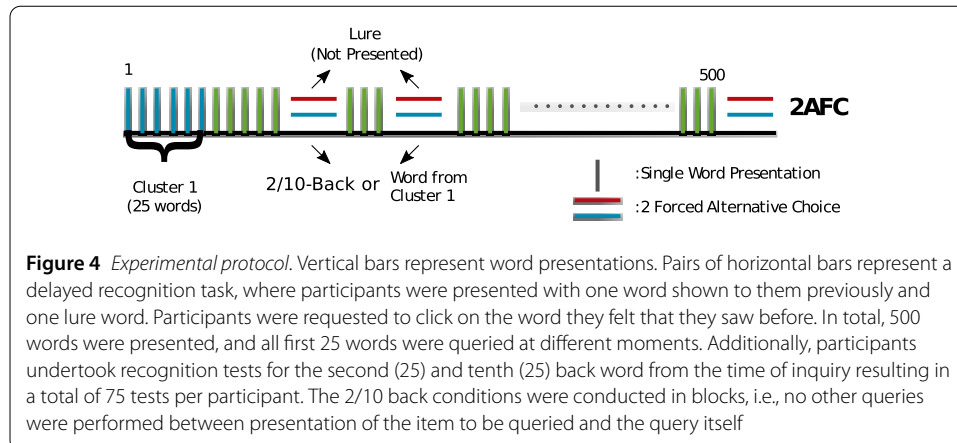 Lure
(Not Presented)
1
500
2AFC
Cluster 1
(25 words)
2/10-Back or
Word from
Cluster 1
:Single Word Presentation
:2 Forced Alternative Choice
Figure 4 Experimental protocol. Vertical bars represent word presentations. Pairs of horizontal bars represent a
delayed recognition task, where participants were presented with one word shown to them previously and
one lure word. Participants were requested to click on the word they felt that they saw before. In total, 500
words were presented, and all first 25 words were queried at different moments. Additionally, participants
undertook recognition tests for the second (25) and tenth (25) back word from the time of inquiry resulting in
a total of 75 tests per participant. The 2/10 back conditions were conducted in blocks, i.e., no other queries
were performed between presentation of the item to be queried and the query itself